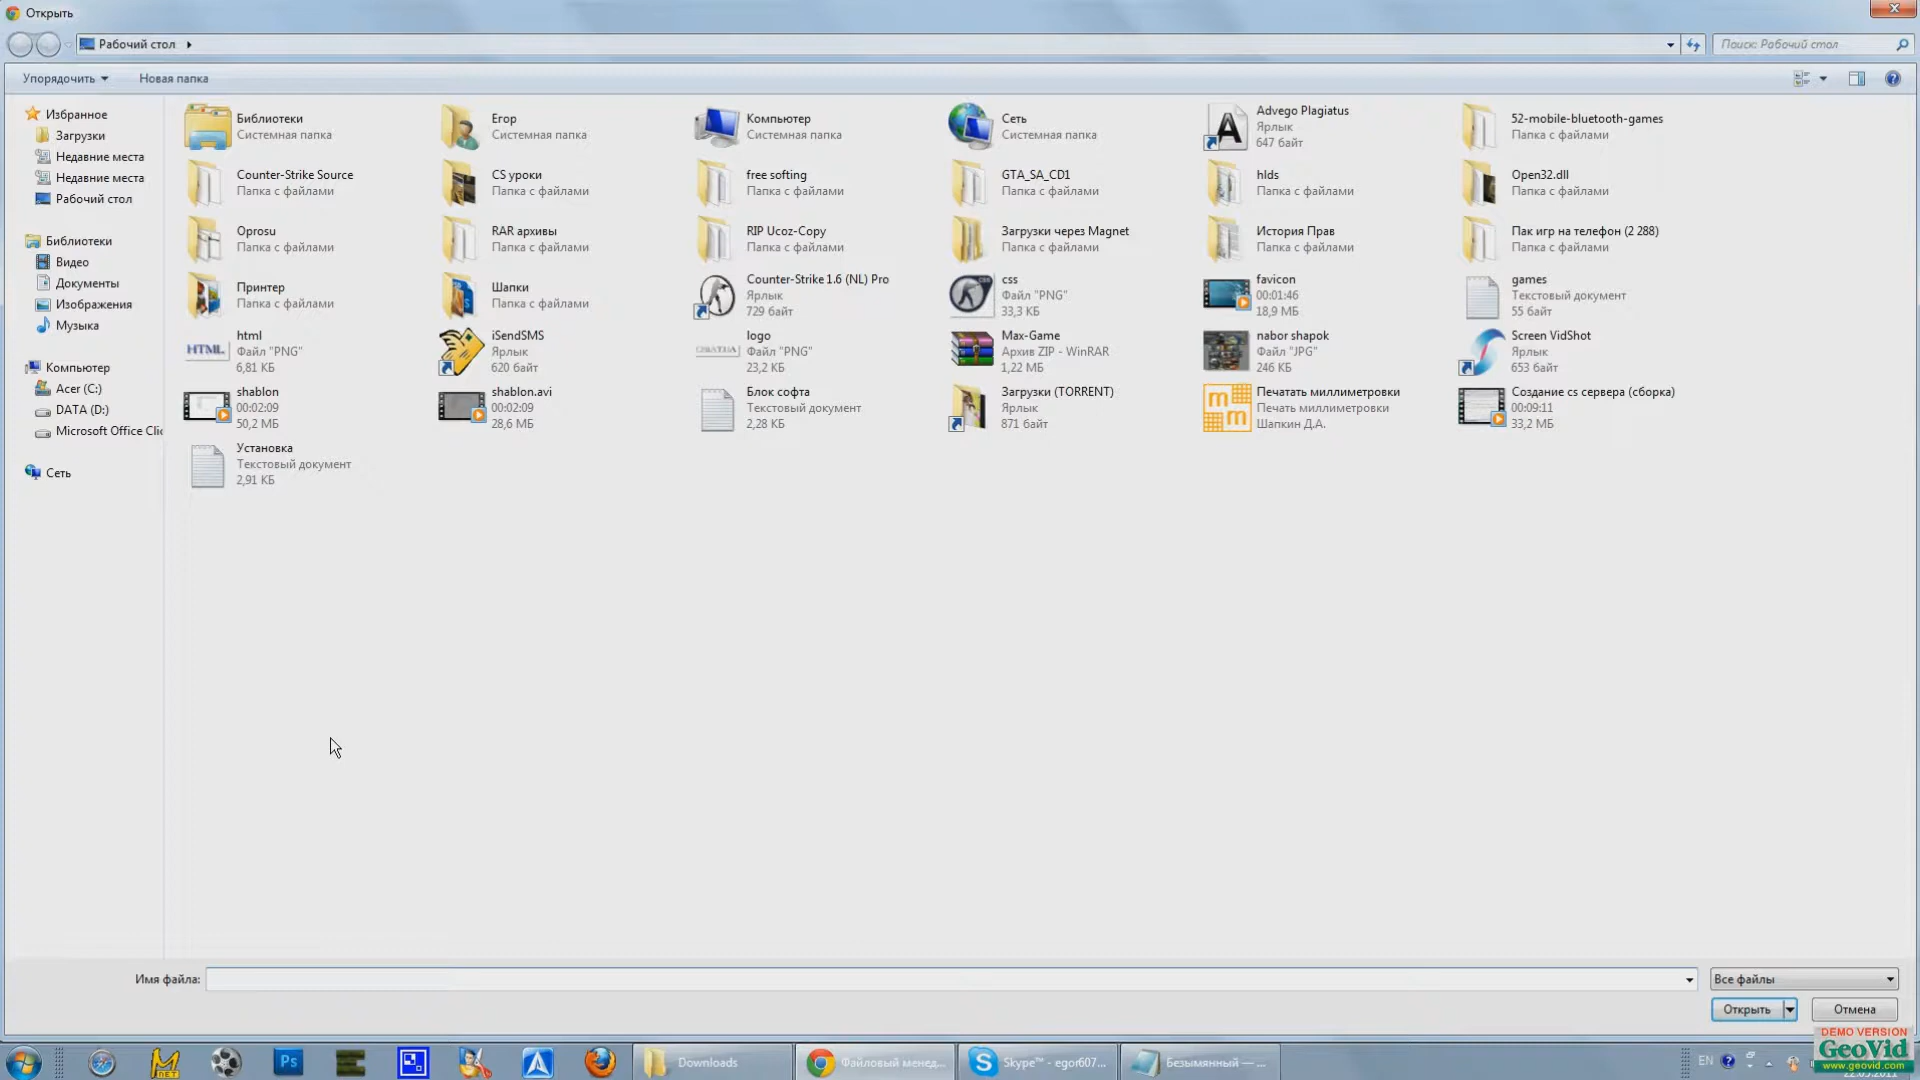 Открыть
Рабочий стол
Поиск: Рабочий стол
Упорядочить
Новая папка
Избранное
Загрузки
Недавние места
Недавние места
Рабочий стол
Библиотеки
Видео
Документы
Изображения
Музыка
Компьютер
Acer (C:)
DATA (D:)
Microsoft Office Clic
Сеть
Библиотеки
Системная папка
Егор
Системная папка
Компьютер
Системная папка
Сеть
Системная папка
Advego Plagiatus
Ярлык
647 байт
52-mobile-bluetooth-games
Папка с файлами
Counter-Strike Source
Папка с файлами
CS уроки
Папка с файлами
free softing
Папка с файлами
GTA_SA_CD1
Папка с файлами
hlds
Папка с файлами
Open32.dll
Папка с файлами
Oprosu
Папка с файлами
RAR архивы
Папка с файлами
RIP Ucoz-Copy
Папка с файлами
Загрузки через Magnet
Папка с файлами
История Прав
Папка с файлами
Пак игр на телефон (2 288)
Папка с файлами
Принтер
Папка с файлами
Шапки
Папка с файлами
Counter-Strike 1.6 (NL) Pro
Ярлык
729 байт
css
Файл "PNG"
33,3 КБ
favicon
00:01:46
18,9 МБ
games
Текстовый документ
55 байт
HTML
html
Файл "PNG"
6,81 КБ
iSendSMS
Ярлык
620 байт
logo
Файл "PNG"
23,2 КБ
Max-Game
Архив ZIP - WinRAR
1,22 МБ
nabor shapok
Файл "JPG"
246 КБ
Screen VidShot
Ярлык
653 байт
shablon
00:02:09
50,2 МБ
shablon.avi
00:02:09
28,6 МБ
Блок софта
Текстовый документ
2,28 КБ
Загрузки (TORRENT)
Ярлык
871 байт
Печатать миллиметровки
Печать миллиметровки
Шапкин Д.А.
Создание cs сервера (сборка)
00:09:11
33,2 МБ
Установка
Текстовый документ
2,91 КБ
Имя файла:
Все файлы
Открыть
Отмена
DEMO VERSION
GeoVid
www.geovid.com
Ps
Downloads
Файловый менед...
Skype™ - egor607...
Безымянный — ...
EN